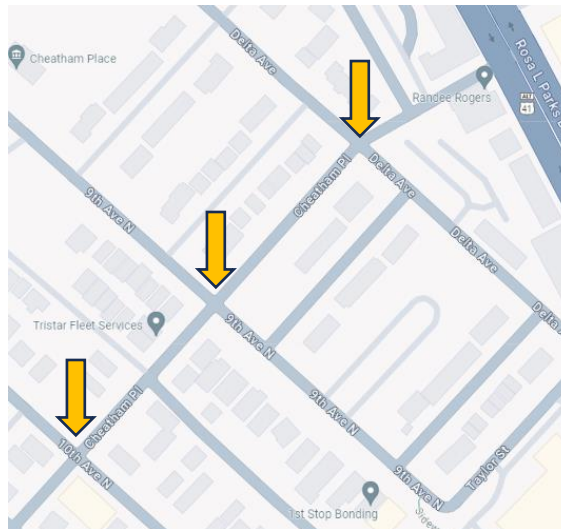 Cheatham Place
Delta Ave
Rosa L Parks B
ALT
41
Randee Rogers
Cheatham Pl
Delta Ave
9th Ave N
Delta Ave
Delta
Tristar Fleet Services
9th Ave N
Cheatham Pl
9th Ave N
10th Ave N
9th Ave N
Taylor St
1st Stop Bonding